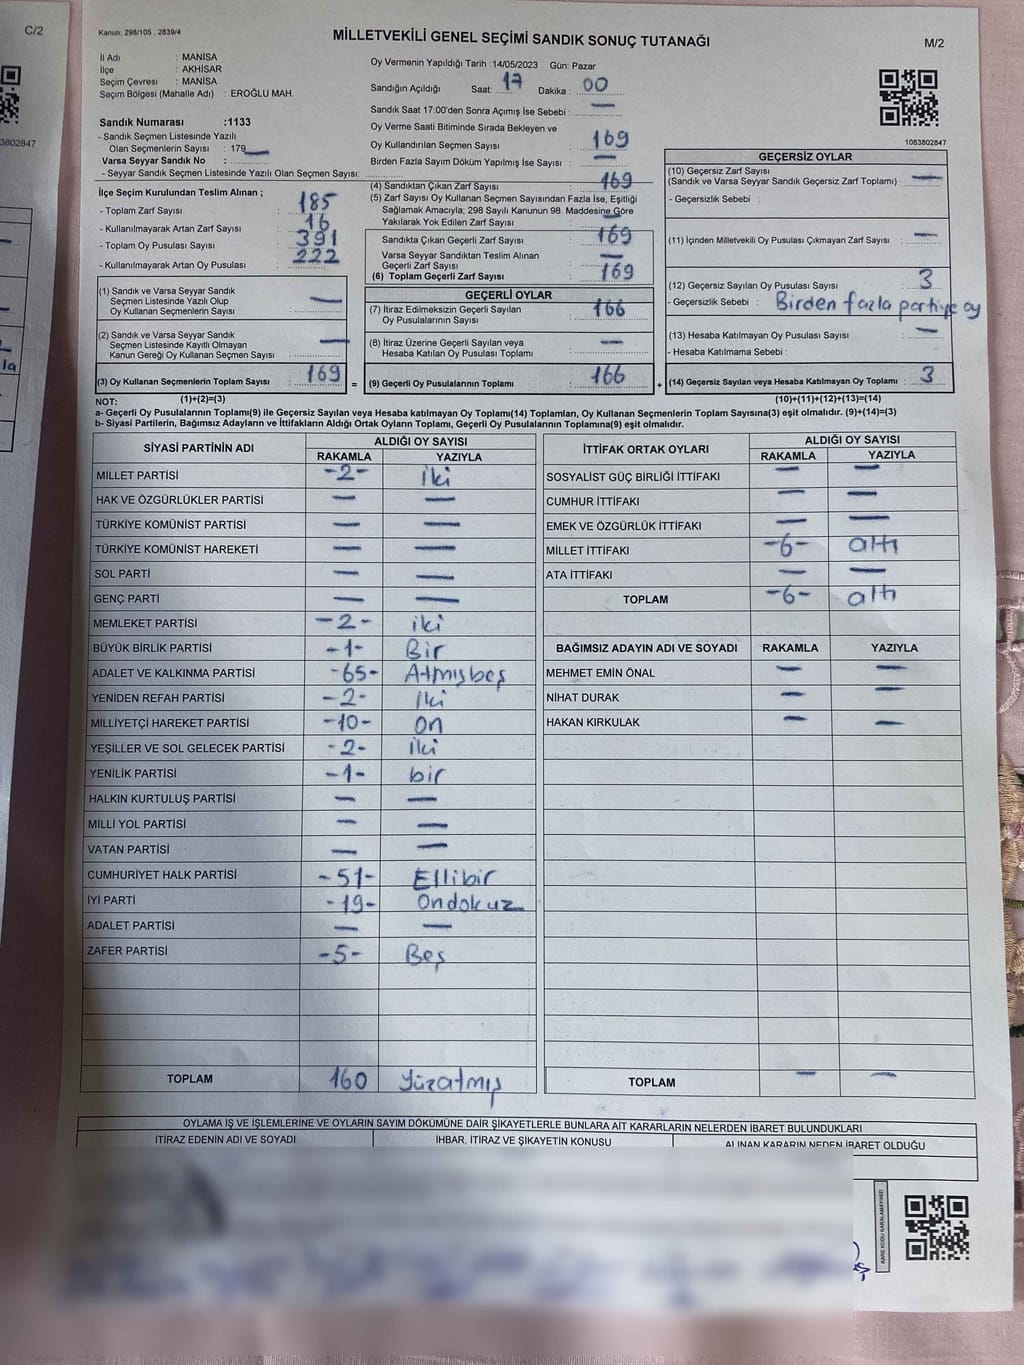 C/2
3802847
Kanun; 298/105 , 2839/4
MİLLETVEKİLİ GENEL SEÇİMİ SANDIK SONUÇ TUTANAĞI
M/2
İl Adı : MANİSA
İlçe : AKHİSAR
Seçim Çevresi : MANİSA
Seçim Bölgesi (Mahalle Adı) : EROĞLU MAH.
Oy Vermenin Yapıldığı Tarih :14/05/2023 Gün: Pazar
Sandığın Açıldığı Saat: 17 Dakika : 00
Sandık Saat 17:00'den Sonra Açımış İse Sebebi : —
Sandık Numarası :1133
- Sandık Seçmen Listesinde Yazılı
Olan Seçmenlerin Sayısı : 179 —
Varsa Seyyar Sandık No :
- Seyyar Sandık Seçmen Listesinde Yazılı Olan Seçmen Sayısı:
Oy Verme Saati Bitiminde Sırada Bekleyen ve
Oy Kullandırılan Seçmen Sayısı : 169
Birden Fazla Sayım Döküm Yapılmış İse Sayısı : —
1083802847
İlçe Seçim Kurulundan Teslim Alınan ;
- Toplam Zarf Sayısı : 185
- Kullanılmayarak Artan Zarf Sayısı : 16
- Toplam Oy Pusulası Sayısı : 391
- Kullanılmayarak Artan Oy Pusulası : 222
(4) Sandıktan Çıkan Zarf Sayısı : 169
(5) Zarf Sayısı Oy Kullanan Seçmen Sayısından Fazla İse, Eşitliği
Sağlamak Amacıyla; 298 Sayılı Kanunun 98. Maddesine Göre
Yakılarak Yok Edilen Zarf Sayısı : —
Sandıkta Çıkan Geçerli Zarf Sayısı : 169
Varsa Seyyar Sandıktan Teslim Alınan
Geçerli Zarf Sayısı : —
(6) Toplam Geçerli Zarf Sayısı : 169
GEÇERSİZ OYLAR
(10) Geçersiz Zarf Sayısı
(Sandık ve Varsa Seyyar Sandık Geçersiz Zarf Toplamı) : —
- Geçersizlik Sebebi :
(11) İçinden Milletvekili Oy Pusulası Çıkmayan Zarf Sayısı : —
(12) Geçersiz Sayılan Oy Pusulası Sayısı : 3
- Geçersizlik Sebebi : Birden fazla partiye oy
(13) Hesaba Katılmayan Oy Pusulası Sayısı : —
- Hesaba Katılmama Sebebi :
(14) Geçersiz Sayılan veya Hesaba Katılmayan Oy Toplamı : 3
(1) Sandık ve Varsa Seyyar Sandık
Seçmen Listesinde Yazılı Olup
Oy Kullanan Seçmenlerin Sayısı : —
(2) Sandık ve Varsa Seyyar Sandık
Seçmen Listesinde Kayıtlı Olmayan
Kanun Gereği Oy Kullanan Seçmen Sayısı : —
(3) Oy Kullanan Seçmenlerin Toplam Sayısı : 169 =
GEÇERLİ OYLAR
(7) İtiraz Edilmeksizin Geçerli Sayılan
Oy Pusulalarının Sayısı : 166
(8) İtiraz Üzerine Geçerli Sayılan veya
Hesaba Katılan Oy Pusulası Toplamı : —
(9) Geçerli Oy Pusulalarının Toplamı : 166 +
NOT: (1)+(2)=(3) (10)+(11)+(12)+(13)=(14)
a- Geçerli Oy Pusulalarının Toplamı(9) ile Geçersiz Sayılan veya Hesaba katılmayan Oy Toplamı(14) Toplamları, Oy Kullanan Seçmenlerin Toplam Sayısına(3) eşit olmalıdır. (9)+(14)=(3)
b- Siyasi Partilerin, Bağımsız Adayların ve İttifakların Aldığı Ortak Oyların Toplamı, Geçerli Oy Pusulalarının Toplamına(9) eşit olmalıdır.
SİYASİ PARTİNİN ADI ALDIĞI OY SAYISI
RAKAMLA YAZIYLA
MİLLET PARTİSİ -2- iki
HAK VE ÖZGÜRLÜKLER PARTİSİ — —
TÜRKİYE KOMÜNİST PARTİSİ — —
TÜRKİYE KOMÜNİST HAREKETİ — —
SOL PARTİ — —
GENÇ PARTİ — —
MEMLEKET PARTİSİ -2- iki
BÜYÜK BİRLİK PARTİSİ -1- Bir
ADALET VE KALKINMA PARTİSİ -65- Atmışbeş
YENİDEN REFAH PARTİSİ -2- İki
MİLLİYETÇİ HAREKET PARTİSİ -10- On
YEŞİLLER VE SOL GELECEK PARTİSİ -2- iki
YENİLİK PARTİSİ -1- bir
HALKIN KURTULUŞ PARTİSİ — —
MİLLİ YOL PARTİSİ — —
VATAN PARTİSİ — —
CUMHURİYET HALK PARTİSİ -51- Ellibir
İYİ PARTİ -19- Ondokuz
ADALET PARTİSİ — —
ZAFER PARTİSİ -5- Beş
TOPLAM 160 Yüzatmış
İTTİFAK ORTAK OYLARI ALDIĞI OY SAYISI
RAKAMLA YAZIYLA
SOSYALİST GÜÇ BİRLİĞİ İTTİFAKI — —
CUMHUR İTTİFAKI — —
EMEK VE ÖZGÜRLÜK İTTİFAKI — —
MİLLET İTTİFAKI -6- altı
ATA İTTİFAKI — —
TOPLAM -6- altı
BAĞIMSIZ ADAYIN ADI VE SOYADI RAKAMLA YAZIYLA
MEHMET EMİN ÖNAL — —
NİHAT DURAK — —
HAKAN KIRKULAK — —
TOPLAM — —
OYLAMA İŞ VE İŞLEMLERİNE VE OYLARIN SAYIM DÖKÜMÜNE DAİR ŞİKAYETLERLE BUNLARA AİT KARARLARIN NELERDEN İBARET BULUNDUKLARI
İTİRAZ EDENİN ADI VE SOYADI İHBAR, İTİRAZ VE ŞİKAYETİN KONUSU ALINAN KARARIN NEDEN İBARET OLDUĞU
KARE KODU KARALAMAYINIZ!